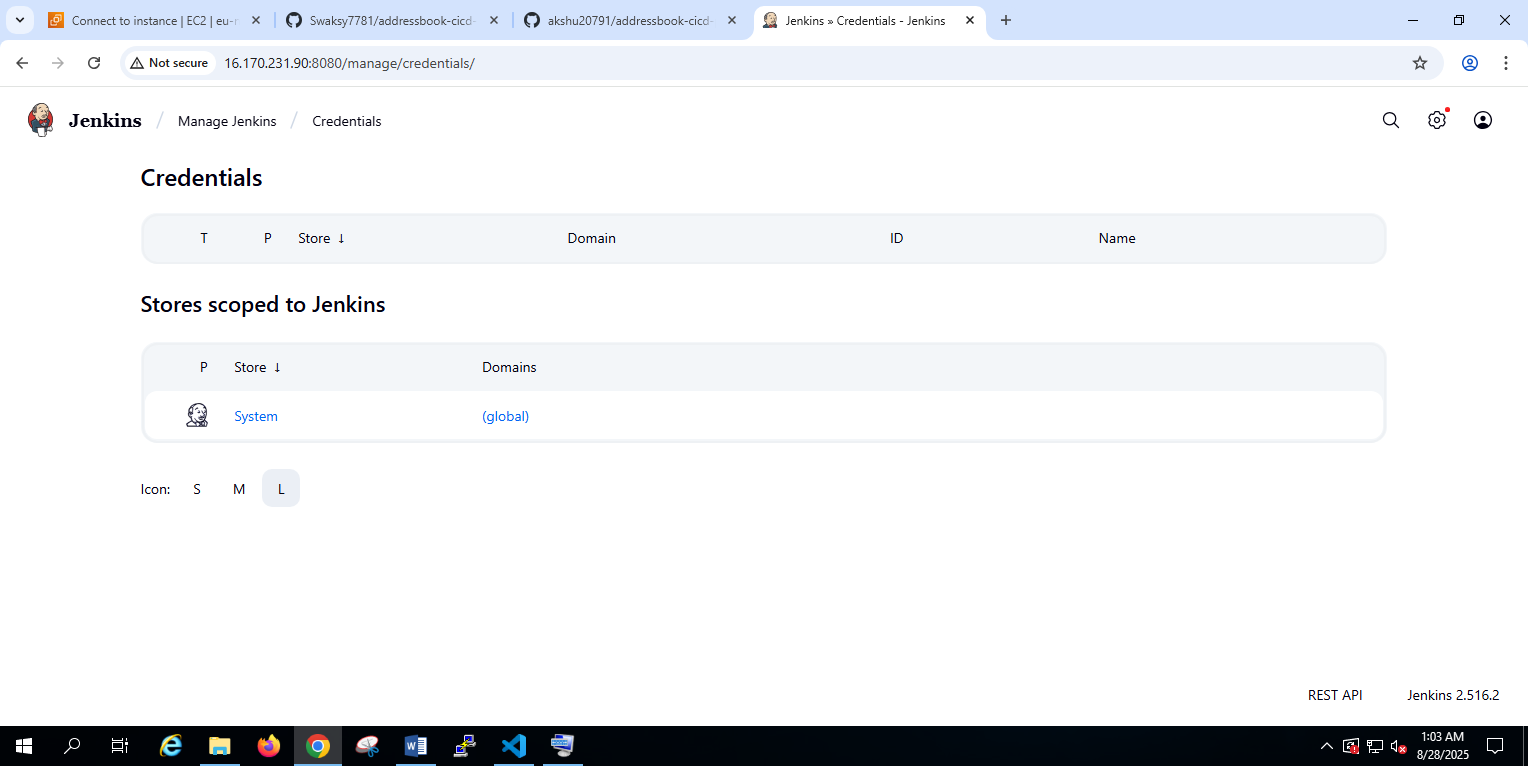 Connect to instance | EC2 | eu-n
Swaksy7781/addressbook-cicd-
akshu20791/addressbook-cicd-
Jenkins » Credentials - Jenkins
Not secure
16.170.231.90:8080/manage/credentials/
Jenkins / Manage Jenkins / Credentials
Credentials
T P Store ↓ Domain ID Name
Stores scoped to Jenkins
P Store ↓ Domains
System (global)
Icon: S M L
REST API Jenkins 2.516.2
1:03 AM
8/28/2025